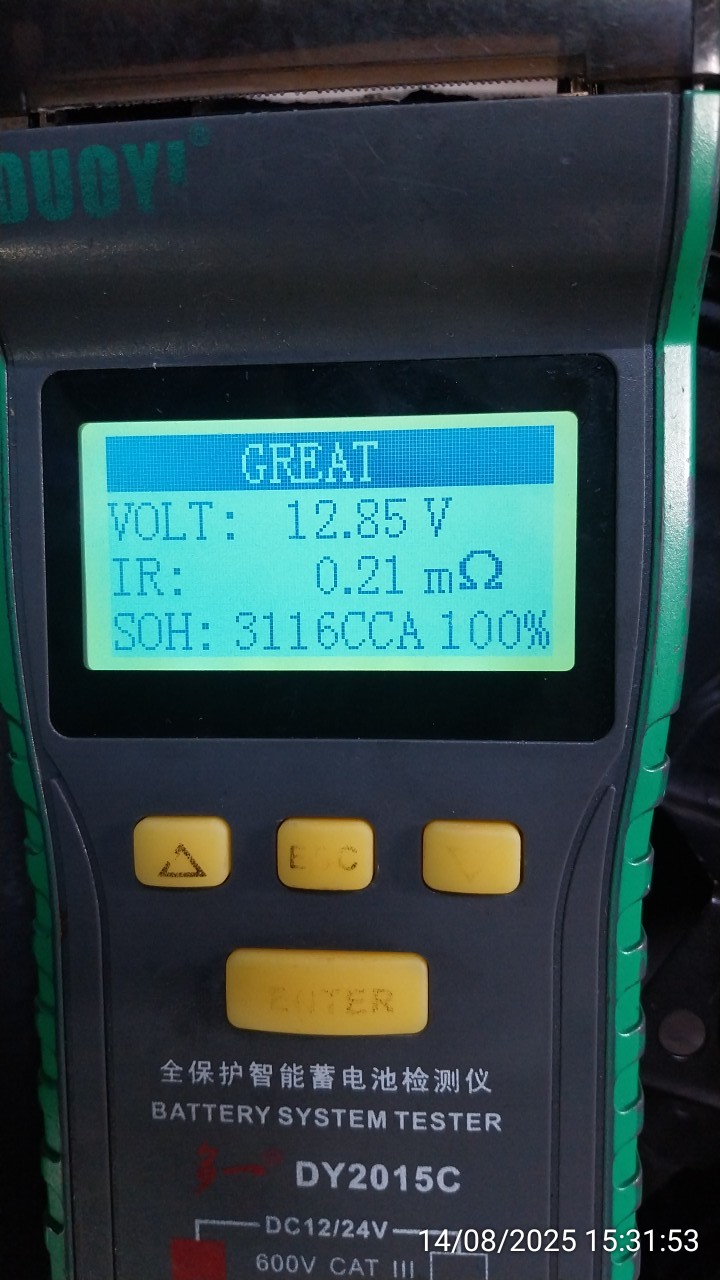 DUOYI®
GREAT
VOLT: 12.85 V
IR: 0.21 mΩ
SOH: 3116CCA 100%
ESC
ENTER
全保护智能蓄电池检测仪
BATTERY SYSTEM TESTER
多一® DY2015C
DC12/24V
14/08/2025 15:31:53
600V CAT III